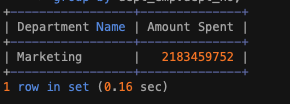 +-----------------+--------------+
| Department Name | Amount Spent |
+-----------------+--------------+
| Marketing       |   2183459752 |
+-----------------+--------------+
1 row in set (0.16 sec)